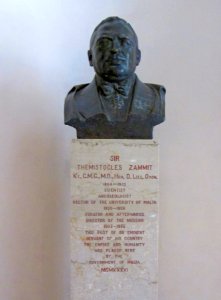 SIR
THEMISTOCLES ZAMMIT
KT., C.M.G., M.D., HON. D. LITT., OXON.
1864-1935
SCIENTIST
ARCHAEOLOGIST
RECTOR OF THE UNIVERSITY OF MALTA
1920-1926
CURATOR AND AFTERWARDS
DIRECTOR OF THE MUSEUM
1903-1935
THIS BUST OF AN EMINENT
SERVANT OF HIS COUNTRY
THE EMPIRE AND HUMANITY
WAS PLACED HERE
BY THE
GOVERNMENT OF MALTA
MCMXXXVI